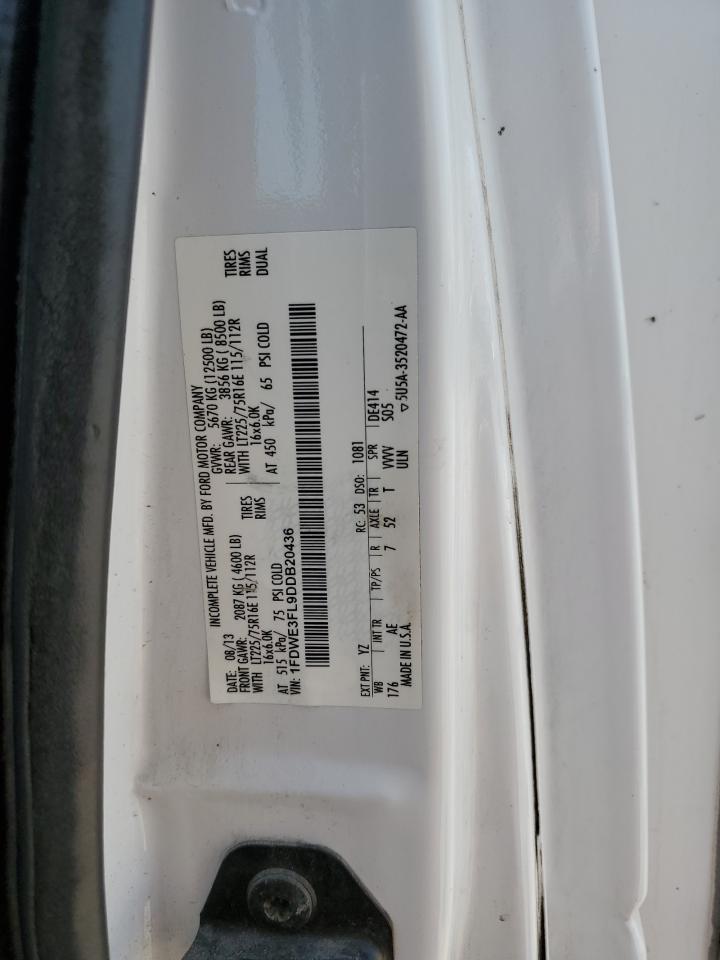 INCOMPLETE VEHICLE MFD. BY FORD MOTOR COMPANY
DATE: 08/13 GVWR: 5670 KG (12500 LB)
FRONT GAWR: 2087 KG ( 4600 LB) REAR GAWR: 3856 KG ( 8500 LB)
WITH LT225/75R16E 115/112R TIRES WITH LT225/75R16E 115/112R TIRES
16x6.0K RIMS 16x6.0K RIMS
AT 515 kPa/ 75 PSI COLD AT 450 kPa/ 65 PSI COLD DUAL
VIN: 1FDWE3FL9DDB20436
EXT PNT: YZ RC: 53 DSO: 1081 DE414
WB INT TR TP/PS R AXLE TR SPR
176 AE 7 52 T VWV S05
MADE IN U.S.A. ULN
5U5A-3520472-AA